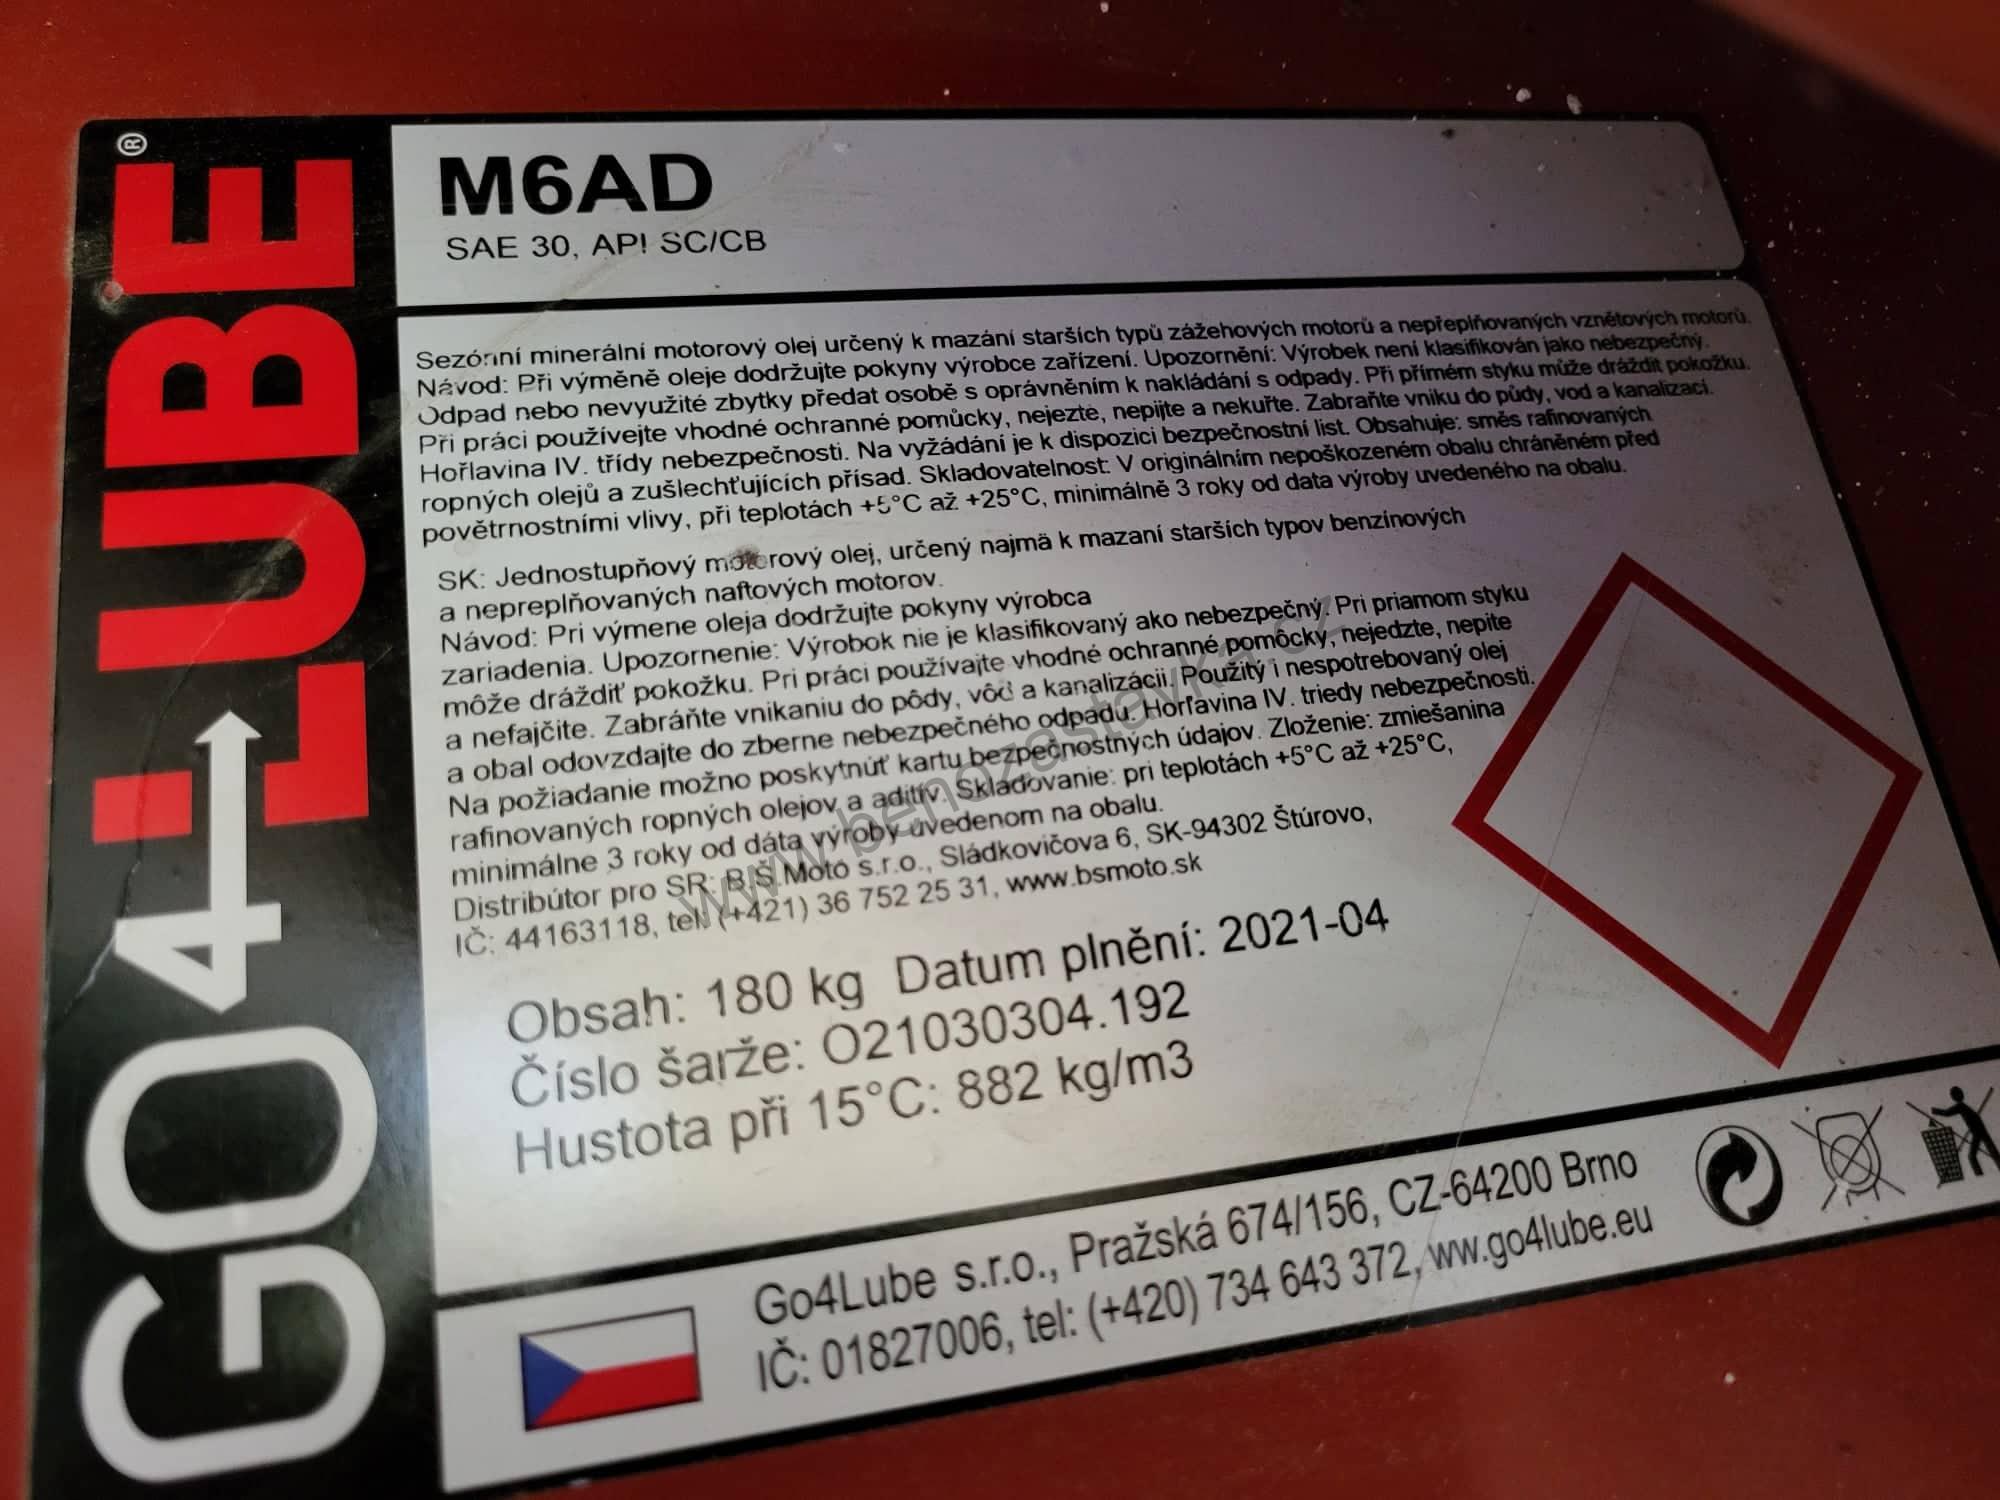 GO4LUBE®
M6AD
SAE 30, API SC/CB
Sezónní minerální motorový olej určený k mazání starších typů zážehových motorů a nepřeplňovaných vznětových motorů.
Návod: Při výměně oleje dodržujte pokyny výrobce zařízení. Upozornění: Výrobek není klasifikován jako nebezpečný.
Odpad nebo nevyužité zbytky předat osobě s oprávněním k nakládání s odpady. Při přímém styku může dráždit pokožku.
Při práci používejte vhodné ochranné pomůcky, nejezte, nepijte a nekuřte. Zabraňte vniku do půdy, vod a kanalizací.
Hořlavina IV. třídy nebezpečnosti. Na vyžádání je k dispozici bezpečnostní list. Obsahuje: směs rafinovaných
ropných olejů a zušlechťujících přísad. Skladovatelnost: V originálním nepoškozeném obalu chráněném před
povětrnostními vlivy, při teplotách +5°C až +25°C, minimálně 3 roky od data výroby uvedeného na obalu.
SK: Jednostupňový motorový olej, určený najmä k mazaní starších typov benzínových
a nepreplňovaných naftových motorov.
Návod: Pri výmene oleja dodržujte pokyny výrobca
zariadenia. Upozornenie: Výrobok nie je klasifikovaný ako nebezpečný. Pri priamom styku
môže dráždiť pokožku. Pri práci používajte vhodné ochranné pomôcky, nejedzte, nepite
a nefajčite. Zabráňte vnikaniu do pôdy, vôd a kanalizácii. Použitý i nespotrebovaný olej
a obal odovzdajte do zberne nebezpečného odpadu. Horľavina IV. triedy nebezpečnosti.
Na požiadanie možno poskytnúť kartu bezpečnostných údajov. Zloženie: zmiešanina
rafinovaných ropných olejov a aditív. Skladovanie: pri teplotách +5°C až +25°C,
minimálne 3 roky od dáta výroby uvedenom na obalu.
Distribútor pro SR: B.Š.Moto s.r.o., Sládkovičova 6, SK-94302 Štúrovo,
IČ: 44163118, tel: (+421) 36 752 25 31, www.bsmoto.sk
Obsah: 180 kg Datum plnění: 2021-04
Číslo šarže: O21030304.192
Hustota při 15°C: 882 kg/m3
Go4Lube s.r.o., Pražská 674/156, CZ-64200 Brno
IČ: 01827006, tel: (+420) 734 643 372, ww.go4lube.eu
www.benozastavka.cz